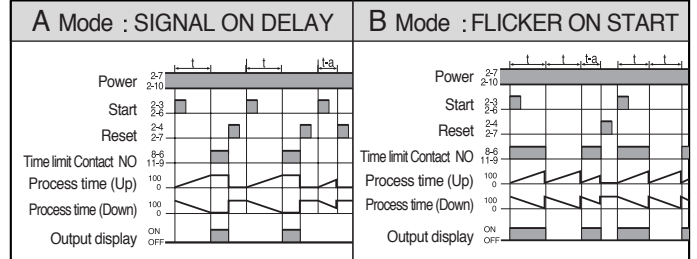 A Mode : SIGNAL ON DELAY
t t t-a
Power 2-7
2-10
Start 2-3
2-6
Reset 2-4
2-7
Time limit Contact NO 8-6
11-9
Process time (Up) 100
0
Process time (Down) 100
0
Output display ON
OFF
B Mode : FLICKER ON START
t t t-a t t
Power 2-7
2-10
Start 2-3
2-6
Reset 2-4
2-7
Time limit Contact NO 8-6
11-9
Process time (Up) 100
0
Process time (Down) 100
0
Output display ON
OFF